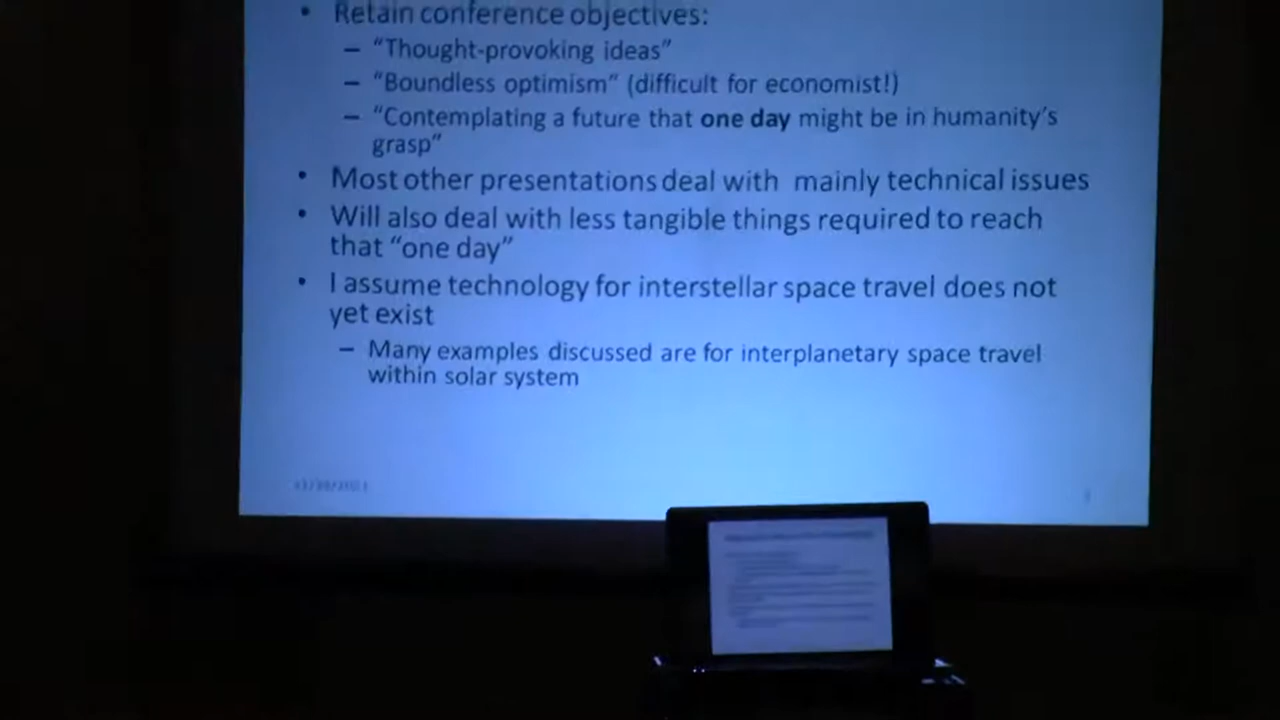 • Retain conference objectives:
– “Thought-provoking ideas”
– “Boundless optimism” (difficult for economist!)
– “Contemplating a future that one day might be in humanity’s
grasp”
• Most other presentations deal with mainly technical issues
• Will also deal with less tangible things required to reach
that “one day”
• I assume technology for interstellar space travel does not
yet exist
– Many examples discussed are for interplanetary space travel
within solar system